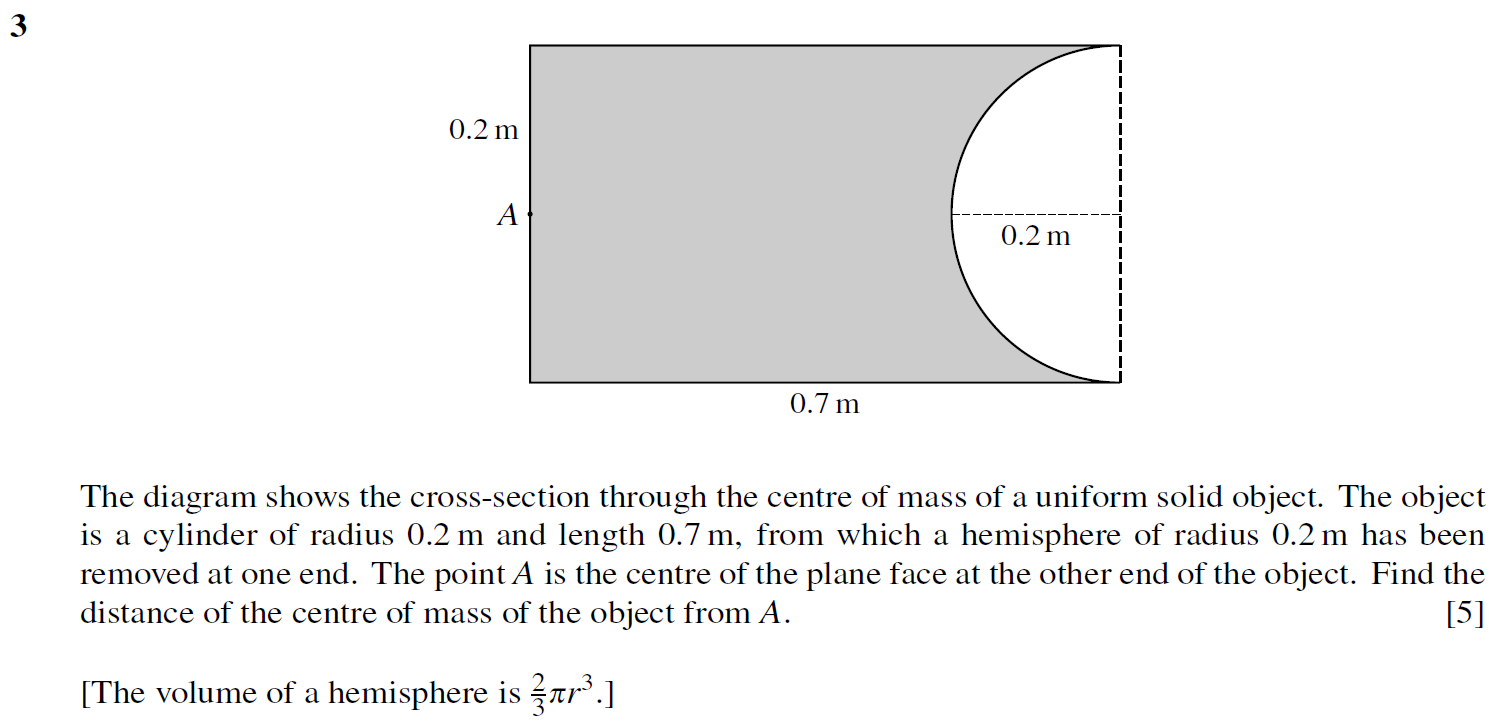 3
0.2 m
A
0.2 m
0.7 m
The diagram shows the cross-section through the centre of mass of a uniform solid object. The object
is a cylinder of radius 0.2 m and length 0.7 m, from which a hemisphere of radius 0.2 m has been
removed at one end. The point A is the centre of the plane face at the other end of the object. Find the
distance of the centre of mass of the object from A. [5]
[The volume of a hemisphere is \frac{2}{3}πr³.]